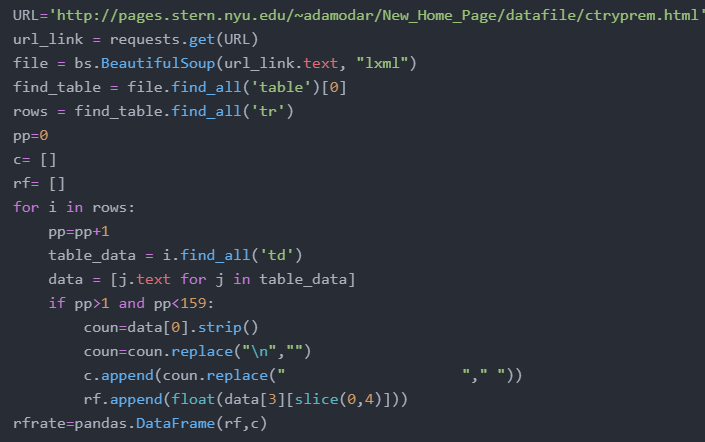 URL='http://pages.stern.nyu.edu/~adamodar/New_Home_Page/datafile/ctryprem.html'
url_link = requests.get(URL)
file = bs.BeautifulSoup(url_link.text, "lxml")
find_table = file.find_all('table')[0]
rows = find_table.find_all('tr')
pp=0
c= []
rf= []
for i in rows:
    pp=pp+1
    table_data = i.find_all('td')
    data = [j.text for j in table_data]
    if pp>1 and pp<159:
        coun=data[0].strip()
        coun=coun.replace("\n","")
        c.append(coun.replace("                      "," "))
        rf.append(float(data[3][slice(0,4)]))
rfrate=pandas.DataFrame(rf,c)